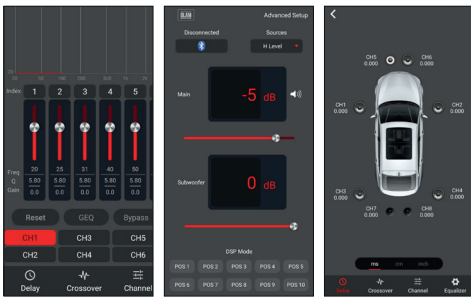 Index 1 2 3 4 5
Freq 20 25 31 40 50
Q 5.80 5.80 5.80 5.80 5.80
Gain 0.0 0.0 0.0 0.0 0.0
Reset GEQ Bypass
CH1 CH3 CH5
CH2 CH4 CH6
Delay Crossover Channel
BLAM Advanced Setup
Disconnected Sources
H Level
Main -5 dB
Subwoofer 0 dB
DSP Mode
POS 1 POS 2 POS 3 POS 4 POS 5
POS 6 POS 7 POS 8 POS 9 POS 10
CH5 CH6
0.000 0.000
CH1 CH2
0.000 0.000
CH3 CH4
0.000 0.000
CH7 CH8
0.000 0.000
ms cm inch
Delay Crossover Channel Equalizer